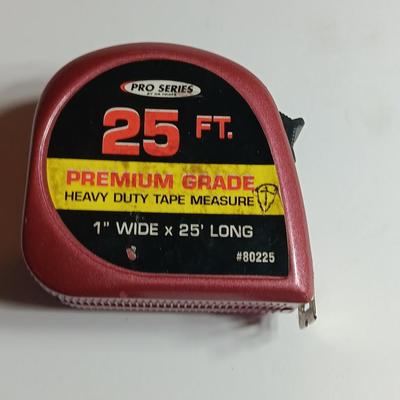 PRO SERIES
25 FT.
PREMIUM GRADE
HEAVY DUTY TAPE MEASURE
1" WIDE x 25' LONG
#80225